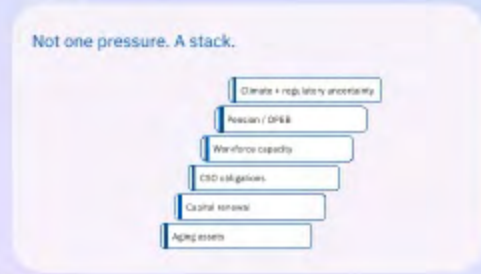 Not one pressure. A stack.
Climate + regulatory uncertainty
Pension / OPEB
Workforce capacity
CSO obligations
Capital renewal
Aging assets